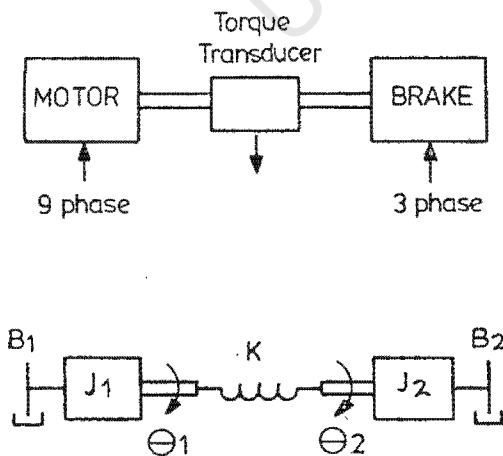 Torque
Transducer
MOTOR
BRAKE
9 phase
3 phase
B1
J1
K
J2
B2
Θ1
Θ2